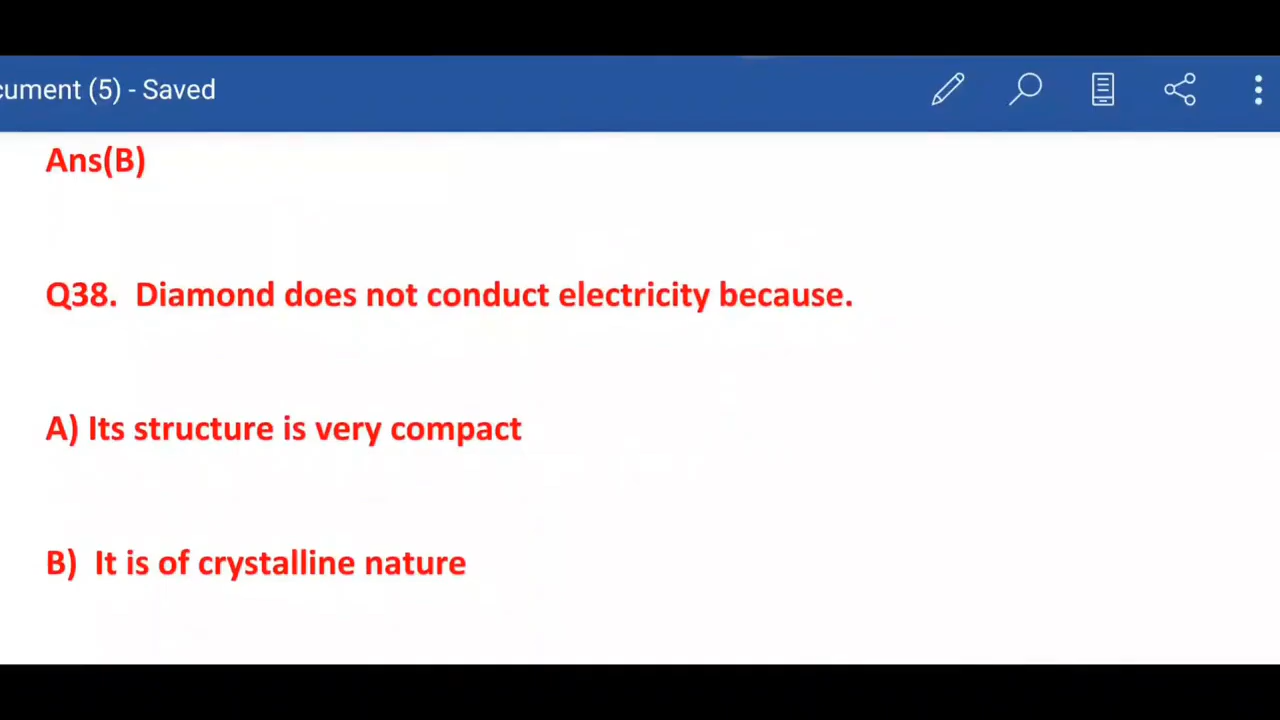 cument (5) - Saved
Ans(B)
Q38. Diamond does not conduct electricity because.
A) Its structure is very compact
B) It is of crystalline nature